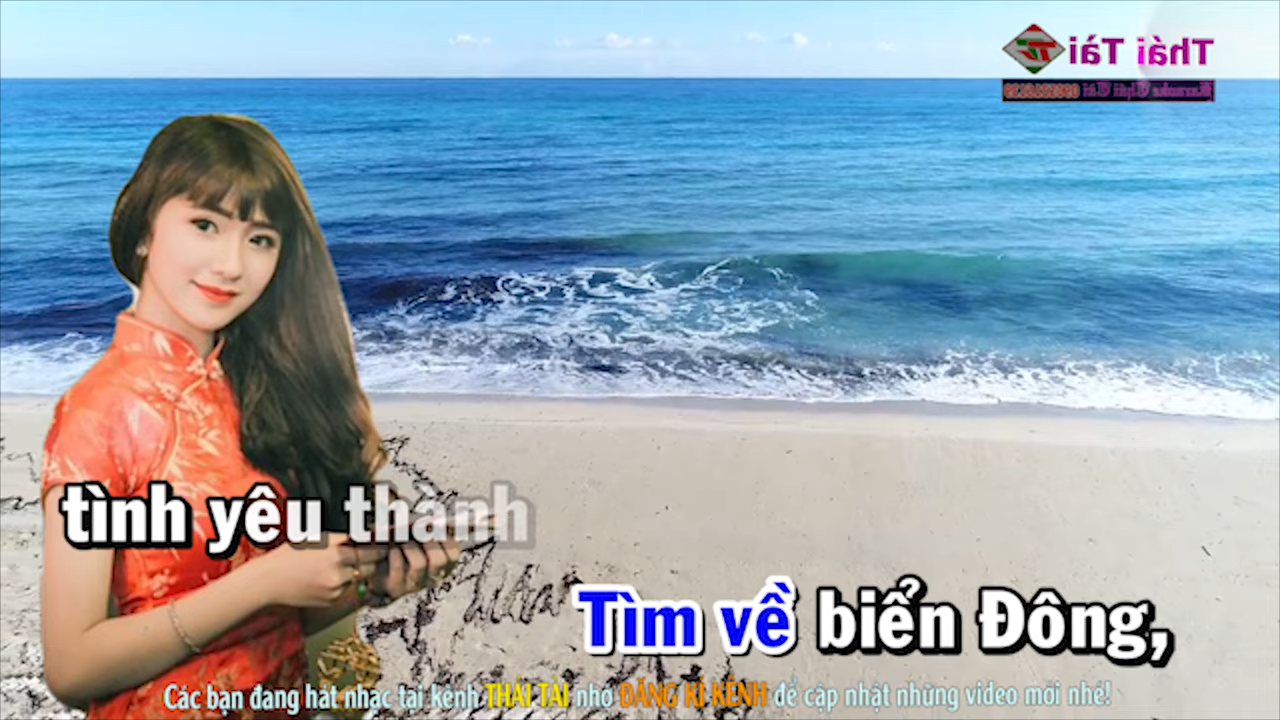 Thái Tài
tình yêu thành
Tìm về biển Đông,
Các bạn đang hát nhạc tại kênh THÁI TÀI nhớ ĐĂNG KÍ KÊNH để cập nhật những video mới nhé!